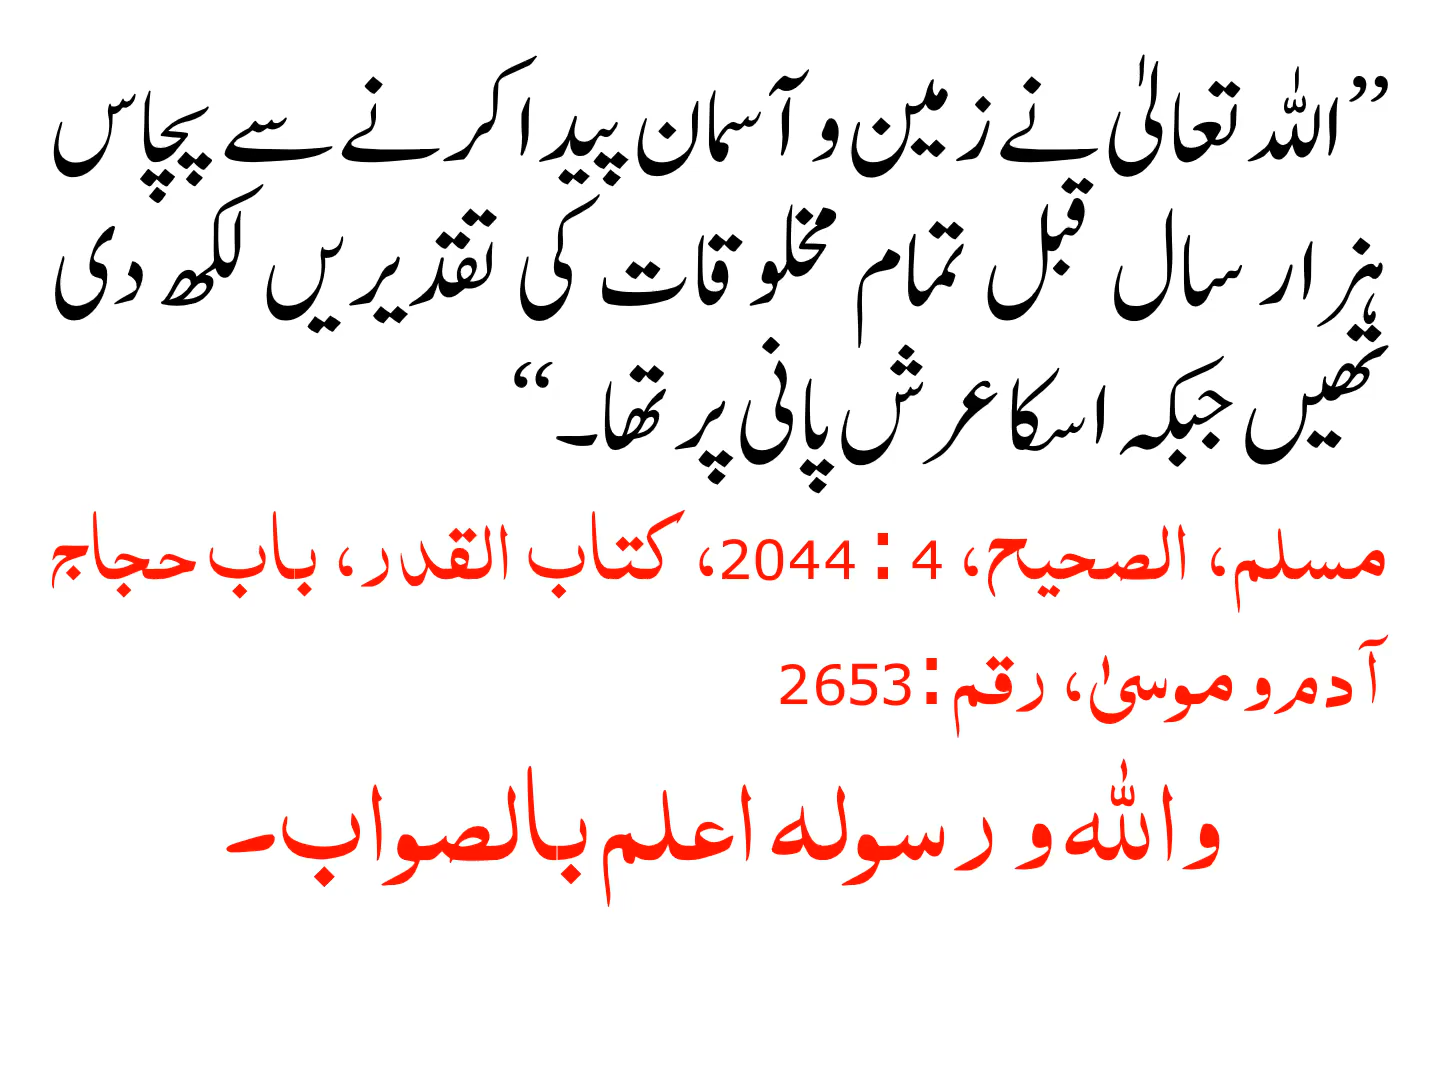 ”اللہ تعالیٰ نے زمین و آسمان پیدا کرنے سے پچاس
ہزار سال قبل تمام مخلوقات کی تقدیریں لکھ دی
تھیں جبکہ اسکا عرش پانی پر تھا۔“
مسلم، الصحیح، 4 : 2044، کتاب القدر، باب حجاج
آدم و موسیٰ، رقم : 2653
واللہ و رسولہ اعلم بالصواب۔